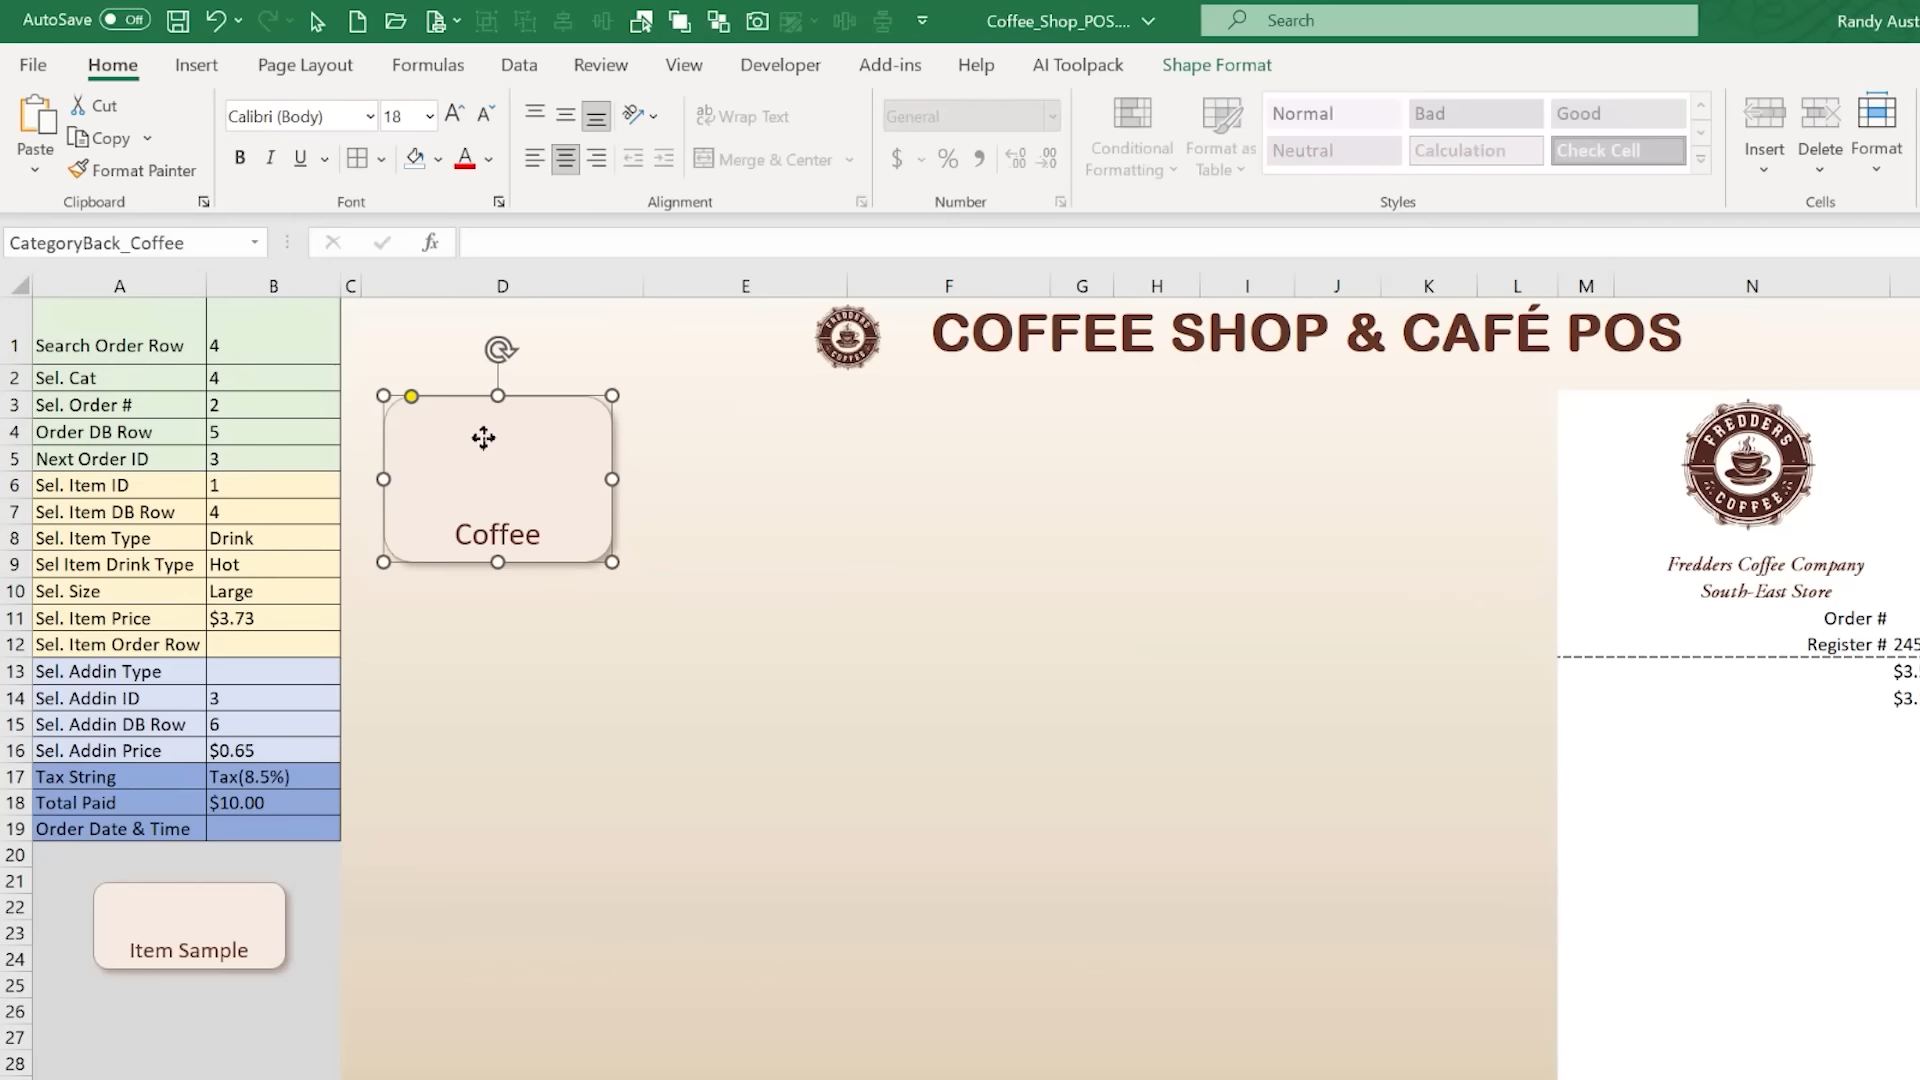 AutoSave Off Coffee_Shop_POS.... Search Randy Aust
File Home Insert Page Layout Formulas Data Review View Developer Add-ins Help AI Toolpack Shape Format
Paste Cut Copy Format Painter
Clipboard
Calibri (Body) 18 A A
B I U A
Font
ab Wrap Text
Merge & Center
Alignment
General
$ % 9 .00 .00
Number
Conditional Formatting
Format as Table
Normal Bad Good
Neutral Calculation Check Cell
Styles
Insert Delete Format
Cells
CategoryBack_Coffee fx
A B C D E F G H I J K L M N
FREDDERS COFFEE
COFFEE SHOP & CAFÉ POS
1 Search Order Row 4
2 Sel. Cat 4
3 Sel. Order # 2
4 Order DB Row 5
5 Next Order ID 3
6 Sel. Item ID 1
7 Sel. Item DB Row 4
8 Sel. Item Type Drink
9 Sel Item Drink Type Hot
10 Sel. Size Large
11 Sel. Item Price $3.73
12 Sel. Item Order Row
13 Sel. Addin Type
14 Sel. Addin ID 3
15 Sel. Addin DB Row 6
16 Sel. Addin Price $0.65
17 Tax String Tax(8.5%)
18 Total Paid $10.00
19 Order Date & Time
20
21
22
23
24
25
26
27
28
Item Sample
Coffee
FREDDERS COFFEE
Fredders Coffee Company
South-East Store
Order #
Register # 245
$3.
$3.